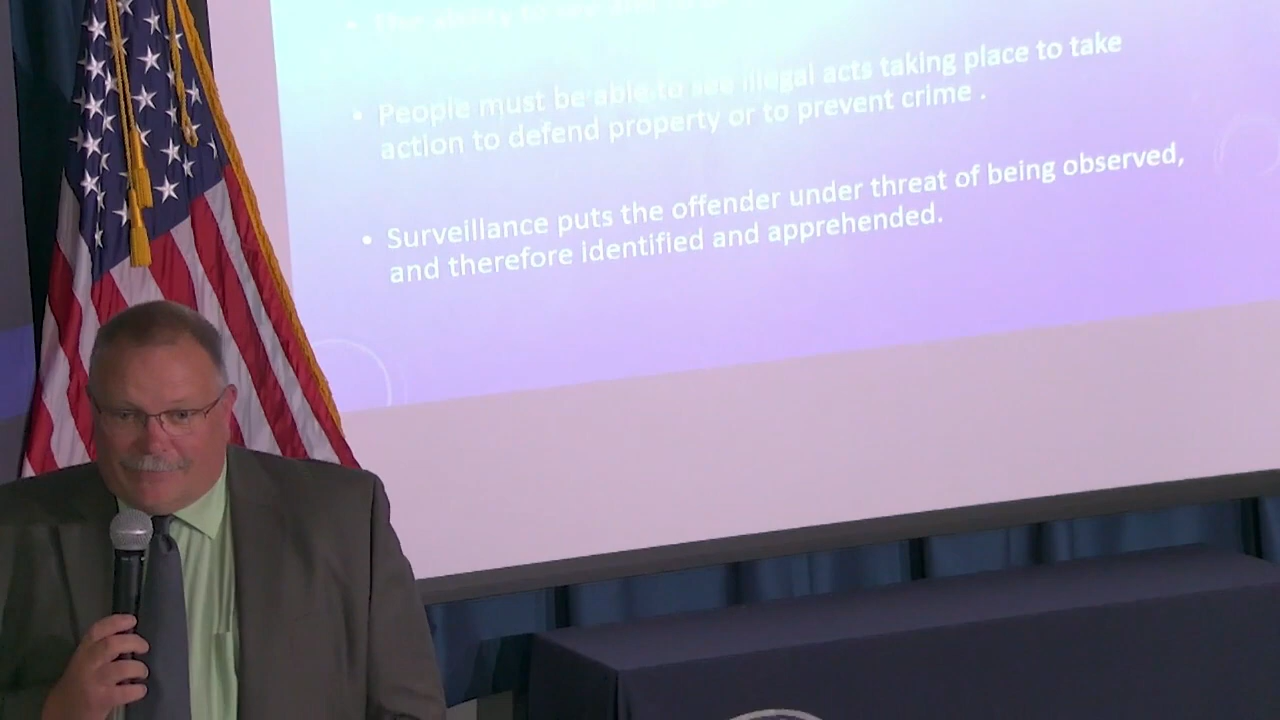 People must be able to see illegal acts taking place to take
action to defend property or to prevent crime .
Surveillance puts the offender under threat of being observed,
and therefore identified and apprehended.